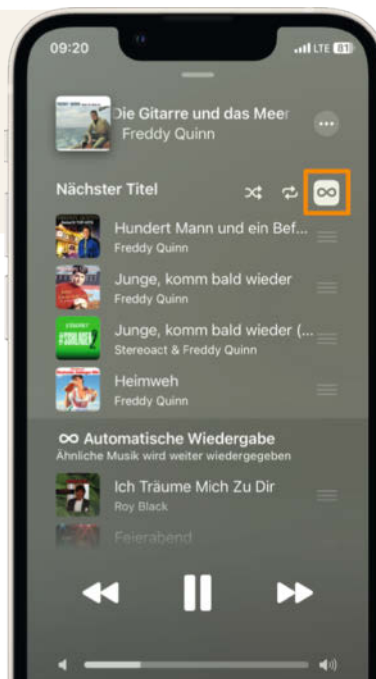 09:20
LTE 81
Die Gitarre und das Meer
Freddy Quinn
Nächster Titel
Hundert Mann und ein Bef...
Freddy Quinn
Junge, komm bald wieder
Freddy Quinn
Junge, komm bald wieder (...
Stereoact & Freddy Quinn
Heimweh
Freddy Quinn
Automatische Wiedergabe
Ähnliche Musik wird weiter wiedergegeben
Ich Träume Mich Zu Dir
Roy Black
Feierabend